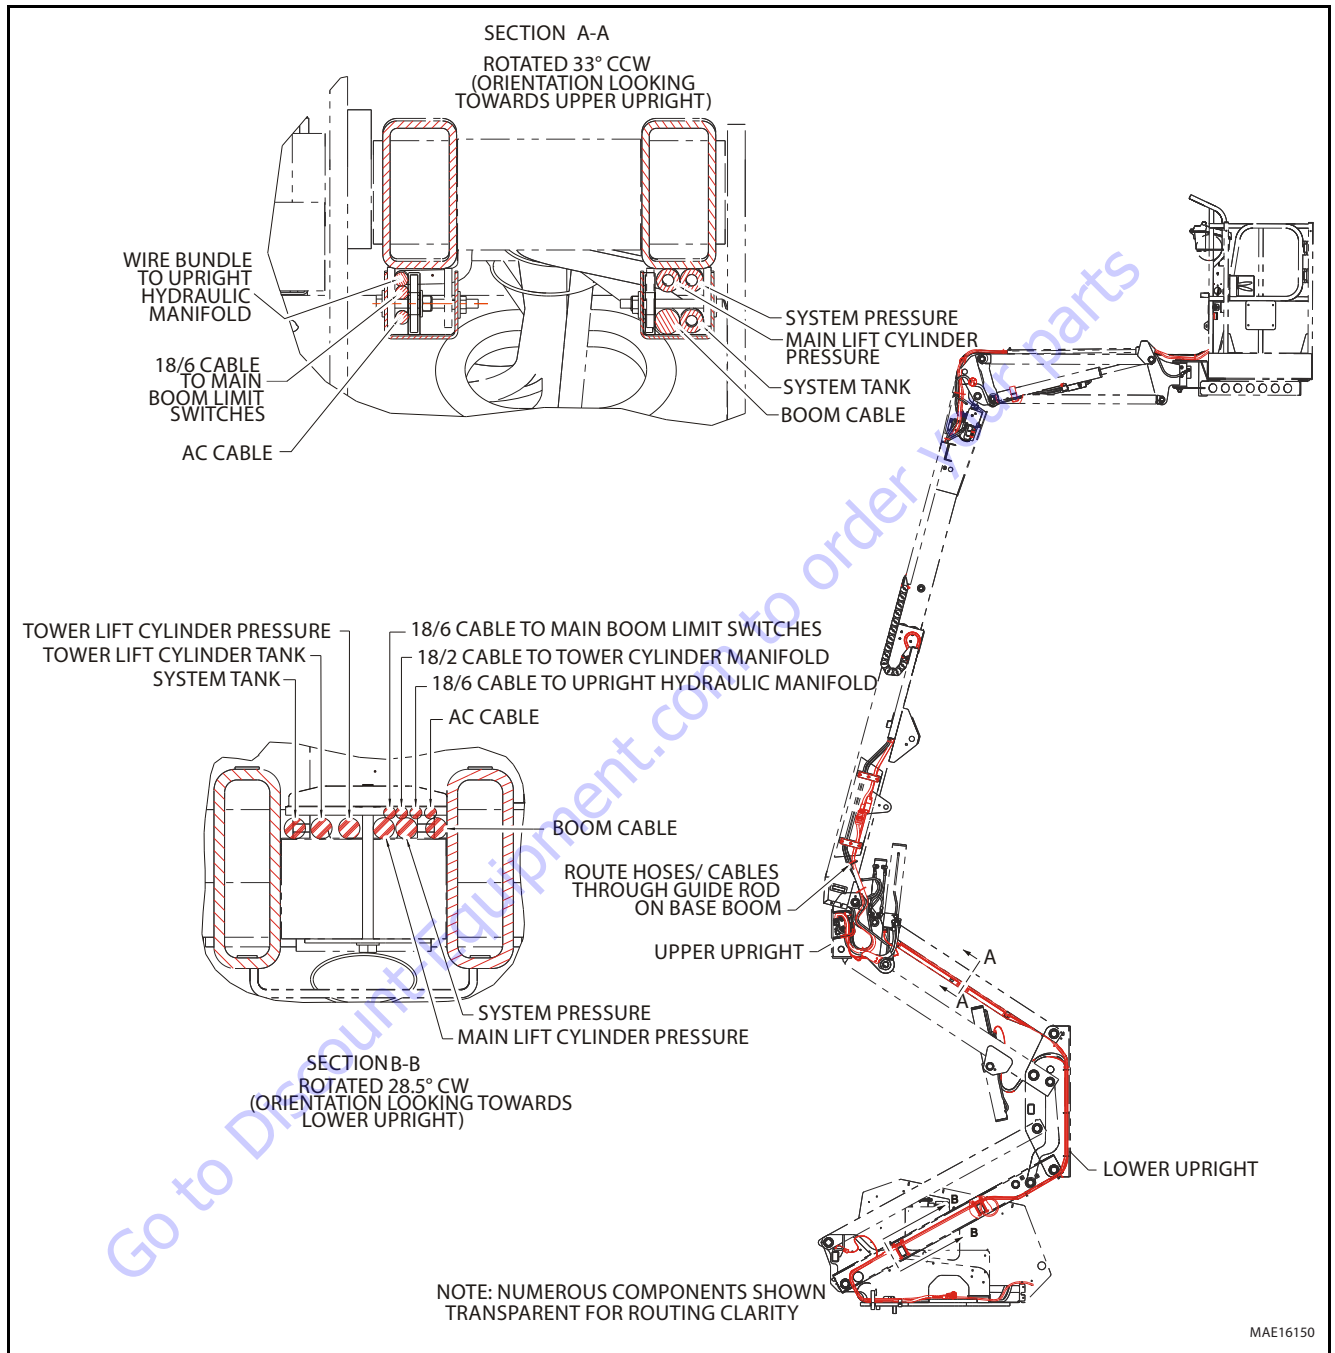 SECTION A-A
ROTATED 33° CCW
(ORIENTATION LOOKING
TOWARDS UPPER UPRIGHT)
WIRE BUNDLE
TO UPRIGHT
HYDRAULIC
MANIFOLD
18/6 CABLE
TO MAIN
BOOM LIMIT
SWITCHES
AC CABLE
SYSTEM PRESSURE
MAIN LIFT CYLINDER
PRESSURE
SYSTEM TANK
BOOM CABLE
TOWER LIFT CYLINDER PRESSURE
TOWER LIFT CYLINDER TANK
SYSTEM TANK
18/6 CABLE TO MAIN BOOM LIMIT SWITCHES
18/2 CABLE TO TOWER CYLINDER MANIFOLD
18/6 CABLE TO UPRIGHT HYDRAULIC MANIFOLD
AC CABLE
BOOM CABLE
SYSTEM PRESSURE
MAIN LIFT CYLINDER PRESSURE
SECTION B-B
ROTATED 28.5° CW
(ORIENTATION LOOKING TOWARDS
LOWER UPRIGHT)
ROUTE HOSES/ CABLES
THROUGH GUIDE ROD
ON BASE BOOM
UPPER UPRIGHT
A
A
LOWER UPRIGHT
B
B
NOTE: NUMEROUS COMPONENTS SHOWN
TRANSPARENT FOR ROUTING CLARITY
MAE16150
Go to Discount-Equipment.com to order your parts